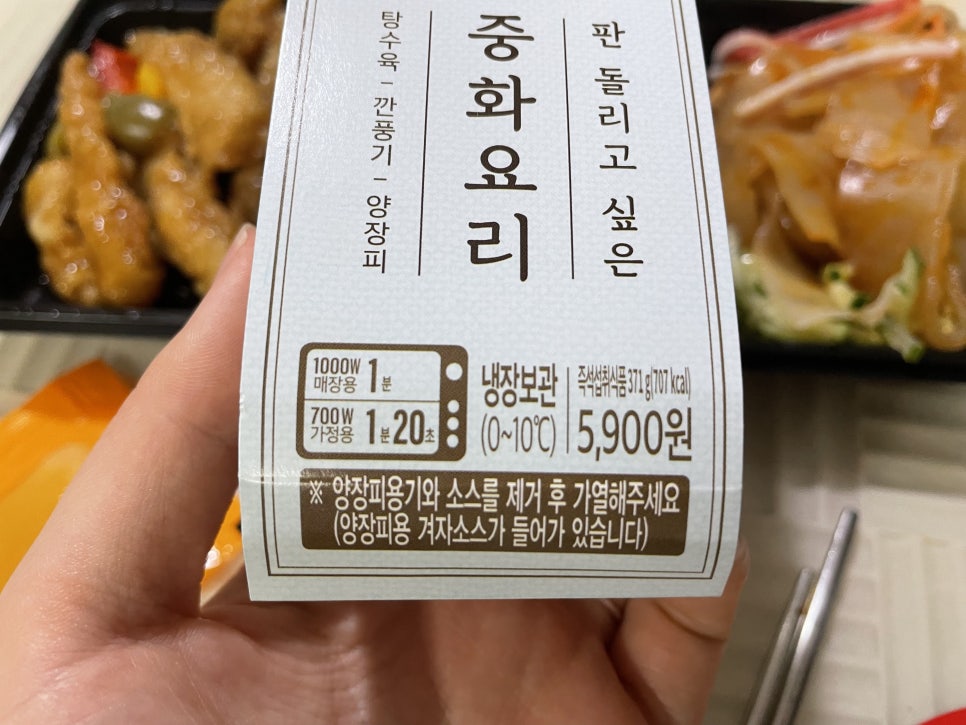 판 돌리고 싶은
중화요리
탕수육 - 깐풍기 - 양장피
1000W 매장용 1분
700W 가정용 1분20초
냉장보관
(0~10℃)
즉석섭취식품 371g(707 kcal)
5,900원
※ 양장피용기와 소스를 제거 후 가열해주세요
(양장피용 겨자소스가 들어가 있습니다)